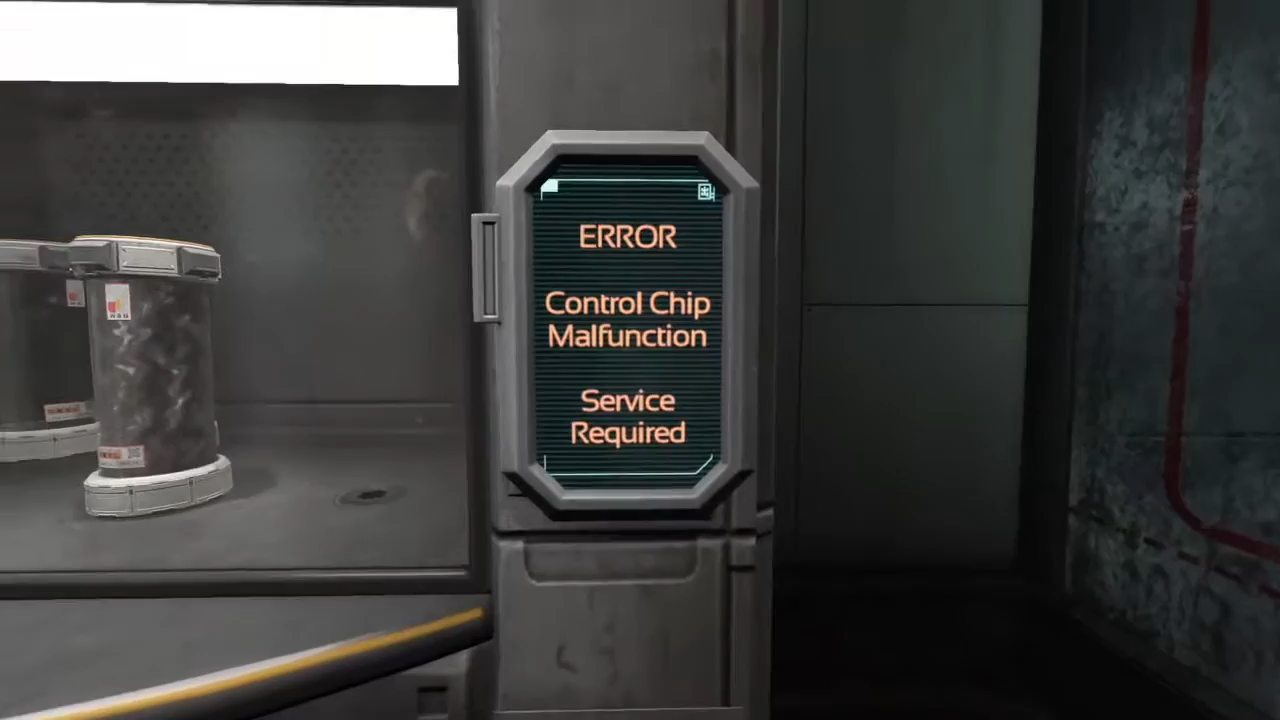 ERROR
Control Chip
Malfunction
Service
Required